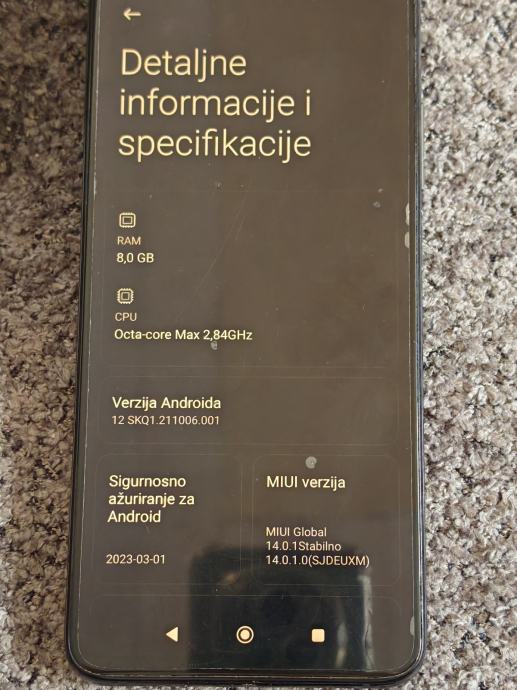 Detaljne
informacije i
specifikacije
RAM
8,0 GB
CPU
Octa-core Max 2,84GHz
Verzija Androida
12 SKQ1.211006.001
Sigurnosno
ažuriranje za
Android
2023-03-01
MIUI verzija
MIUI Global
14.0.1Stabilno
14.0.1.0(SJDEUXM)